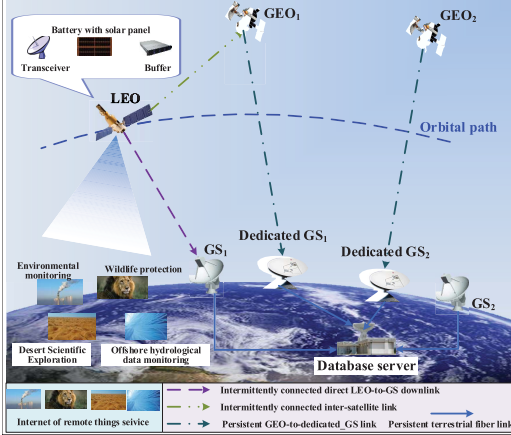 GEO1
GEO2
Battery with solar panel
Transceiver
Buffer
LEO
Orbital path
Dedicated GS1
GS1
Dedicated GS2
Environmental
monitoring
Wildlife protection
GS2
Desert Scientific
Exploration
Offshore hydrological
data monitoring
Database server
Internet of remote things seivice
Intermittently connected direct LEO-to-GS downlink
Intermittently connected inter-satellite link
Persistent GEO-to-dedicated_GS link
Persistent terrestrial fiber link